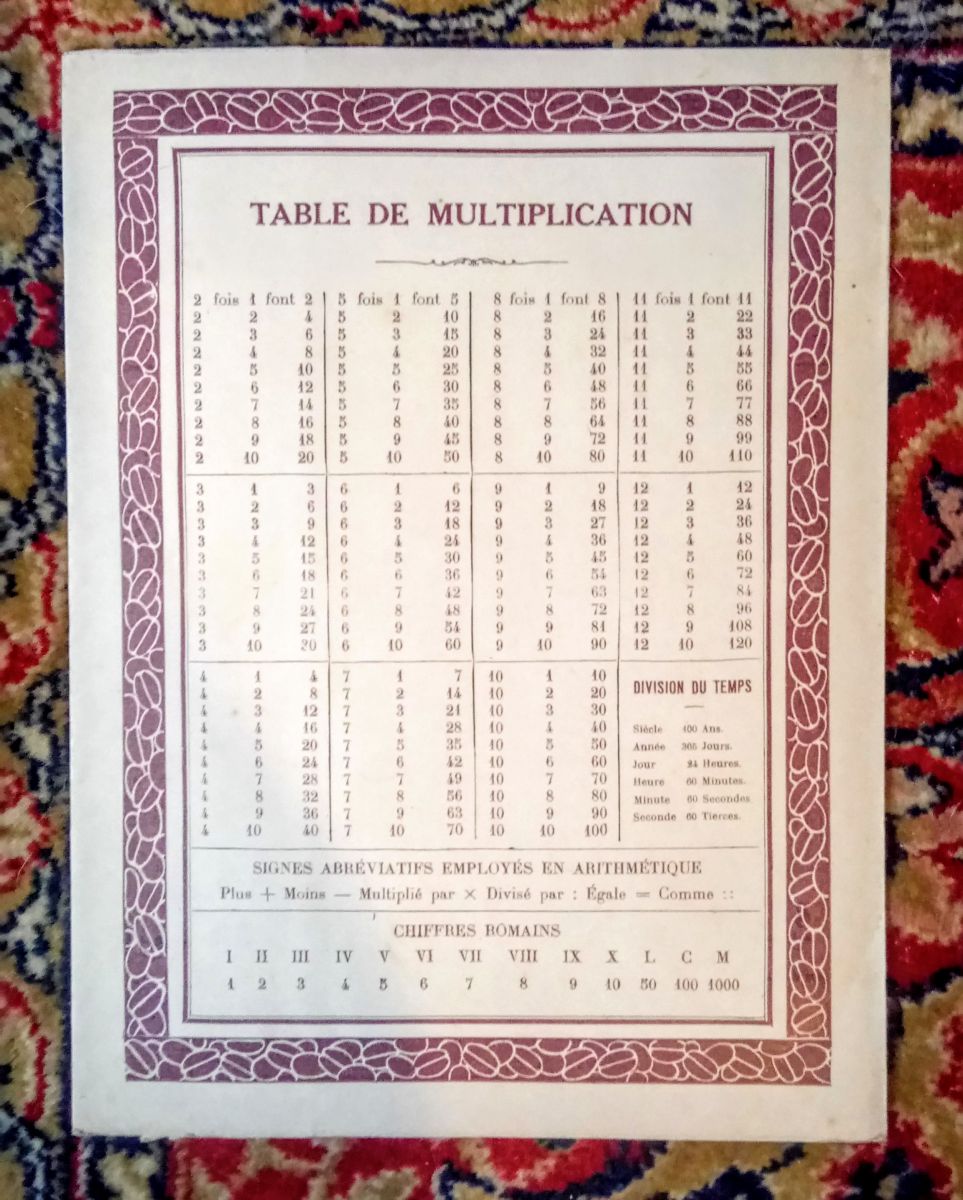 TABLE DE MULTIPLICATION
2 fois 1 font 2 5 fois 1 font 5 8 fois 1 font 8 11 fois 1 font 11
2 2 4 5 2 10 8 2 16 11 2 22
2 3 6 5 3 15 8 3 24 11 3 33
2 4 8 5 4 20 8 4 32 11 4 44
2 5 10 5 5 25 8 5 40 11 5 55
2 6 12 5 6 30 8 6 48 11 6 66
2 7 14 5 7 35 8 7 56 11 7 77
2 8 16 5 8 40 8 8 64 11 8 88
2 9 18 5 9 45 8 9 72 11 9 99
2 10 20 5 10 50 8 10 80 11 10 110
3 1 3 6 1 6 9 1 9 12 1 12
3 2 6 6 2 12 9 2 18 12 2 24
3 3 9 6 3 18 9 3 27 12 3 36
3 4 12 6 4 24 9 4 36 12 4 48
3 5 15 6 5 30 9 5 45 12 5 60
3 6 18 6 6 36 9 6 54 12 6 72
3 7 21 6 7 42 9 7 63 12 7 84
3 8 24 6 8 48 9 8 72 12 8 96
3 9 27 6 9 54 9 9 81 12 9 108
3 10 30 6 10 60 9 10 90 12 10 120
4 1 4 7 1 7 10 1 10
4 2 8 7 2 14 10 2 20
4 3 12 7 3 21 10 3 30
4 4 16 7 4 28 10 4 40
4 5 20 7 5 35 10 5 50
4 6 24 7 6 42 10 6 60
4 7 28 7 7 49 10 7 70
4 8 32 7 8 56 10 8 80
4 9 36 7 9 63 10 9 90
4 10 40 7 10 70 10 10 100
DIVISION DU TEMPS
Siècle 100 Ans.
Année 365 Jours.
Jour 24 Heures.
Heure 60 Minutes.
Minute 60 Secondes
Seconde 60 Tierces.
SIGNES ABRÉVIATIFS EMPLOYÉS EN ARITHMÉTIQUE
Plus + Moins — Multiplié par × Divisé par : Égale = Comme ::
CHIFFRES ROMAINS
I II III IV V VI VII VIII IX X L C M
1 2 3 4 5 6 7 8 9 10 50 100 1000